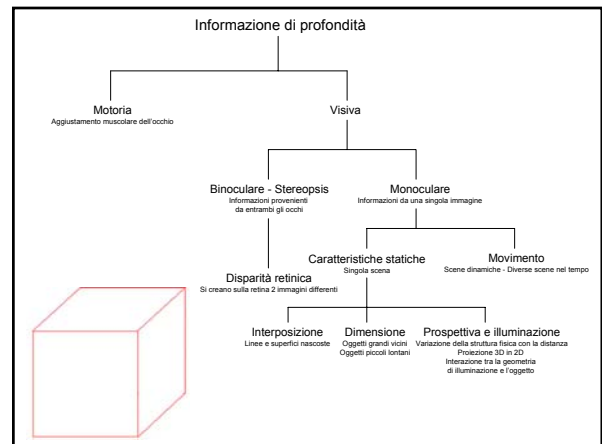 Informazione di profondità
Motoria
Aggiustamento muscolare dell'occhio
Visiva
Binoculare - Stereopsis
Informazioni provenienti
da entrambi gli occhi
Monoculare
Informazioni da una singola immagine
Disparità retinica
Si creano sulla retina 2 immagini differenti
Caratteristiche statiche
Singola scena
Movimento
Scene dinamiche - Diverse scene nel tempo
Interposizione
Linee e superfici nascoste
Dimensione
Oggetti grandi vicini
Oggetti piccoli lontani
Prospettiva e illuminazione
Variazione della struttura fisica con la distanza
Proiezione 3D in 2D
Interazione tra la geometria
di illuminazione e l'oggetto